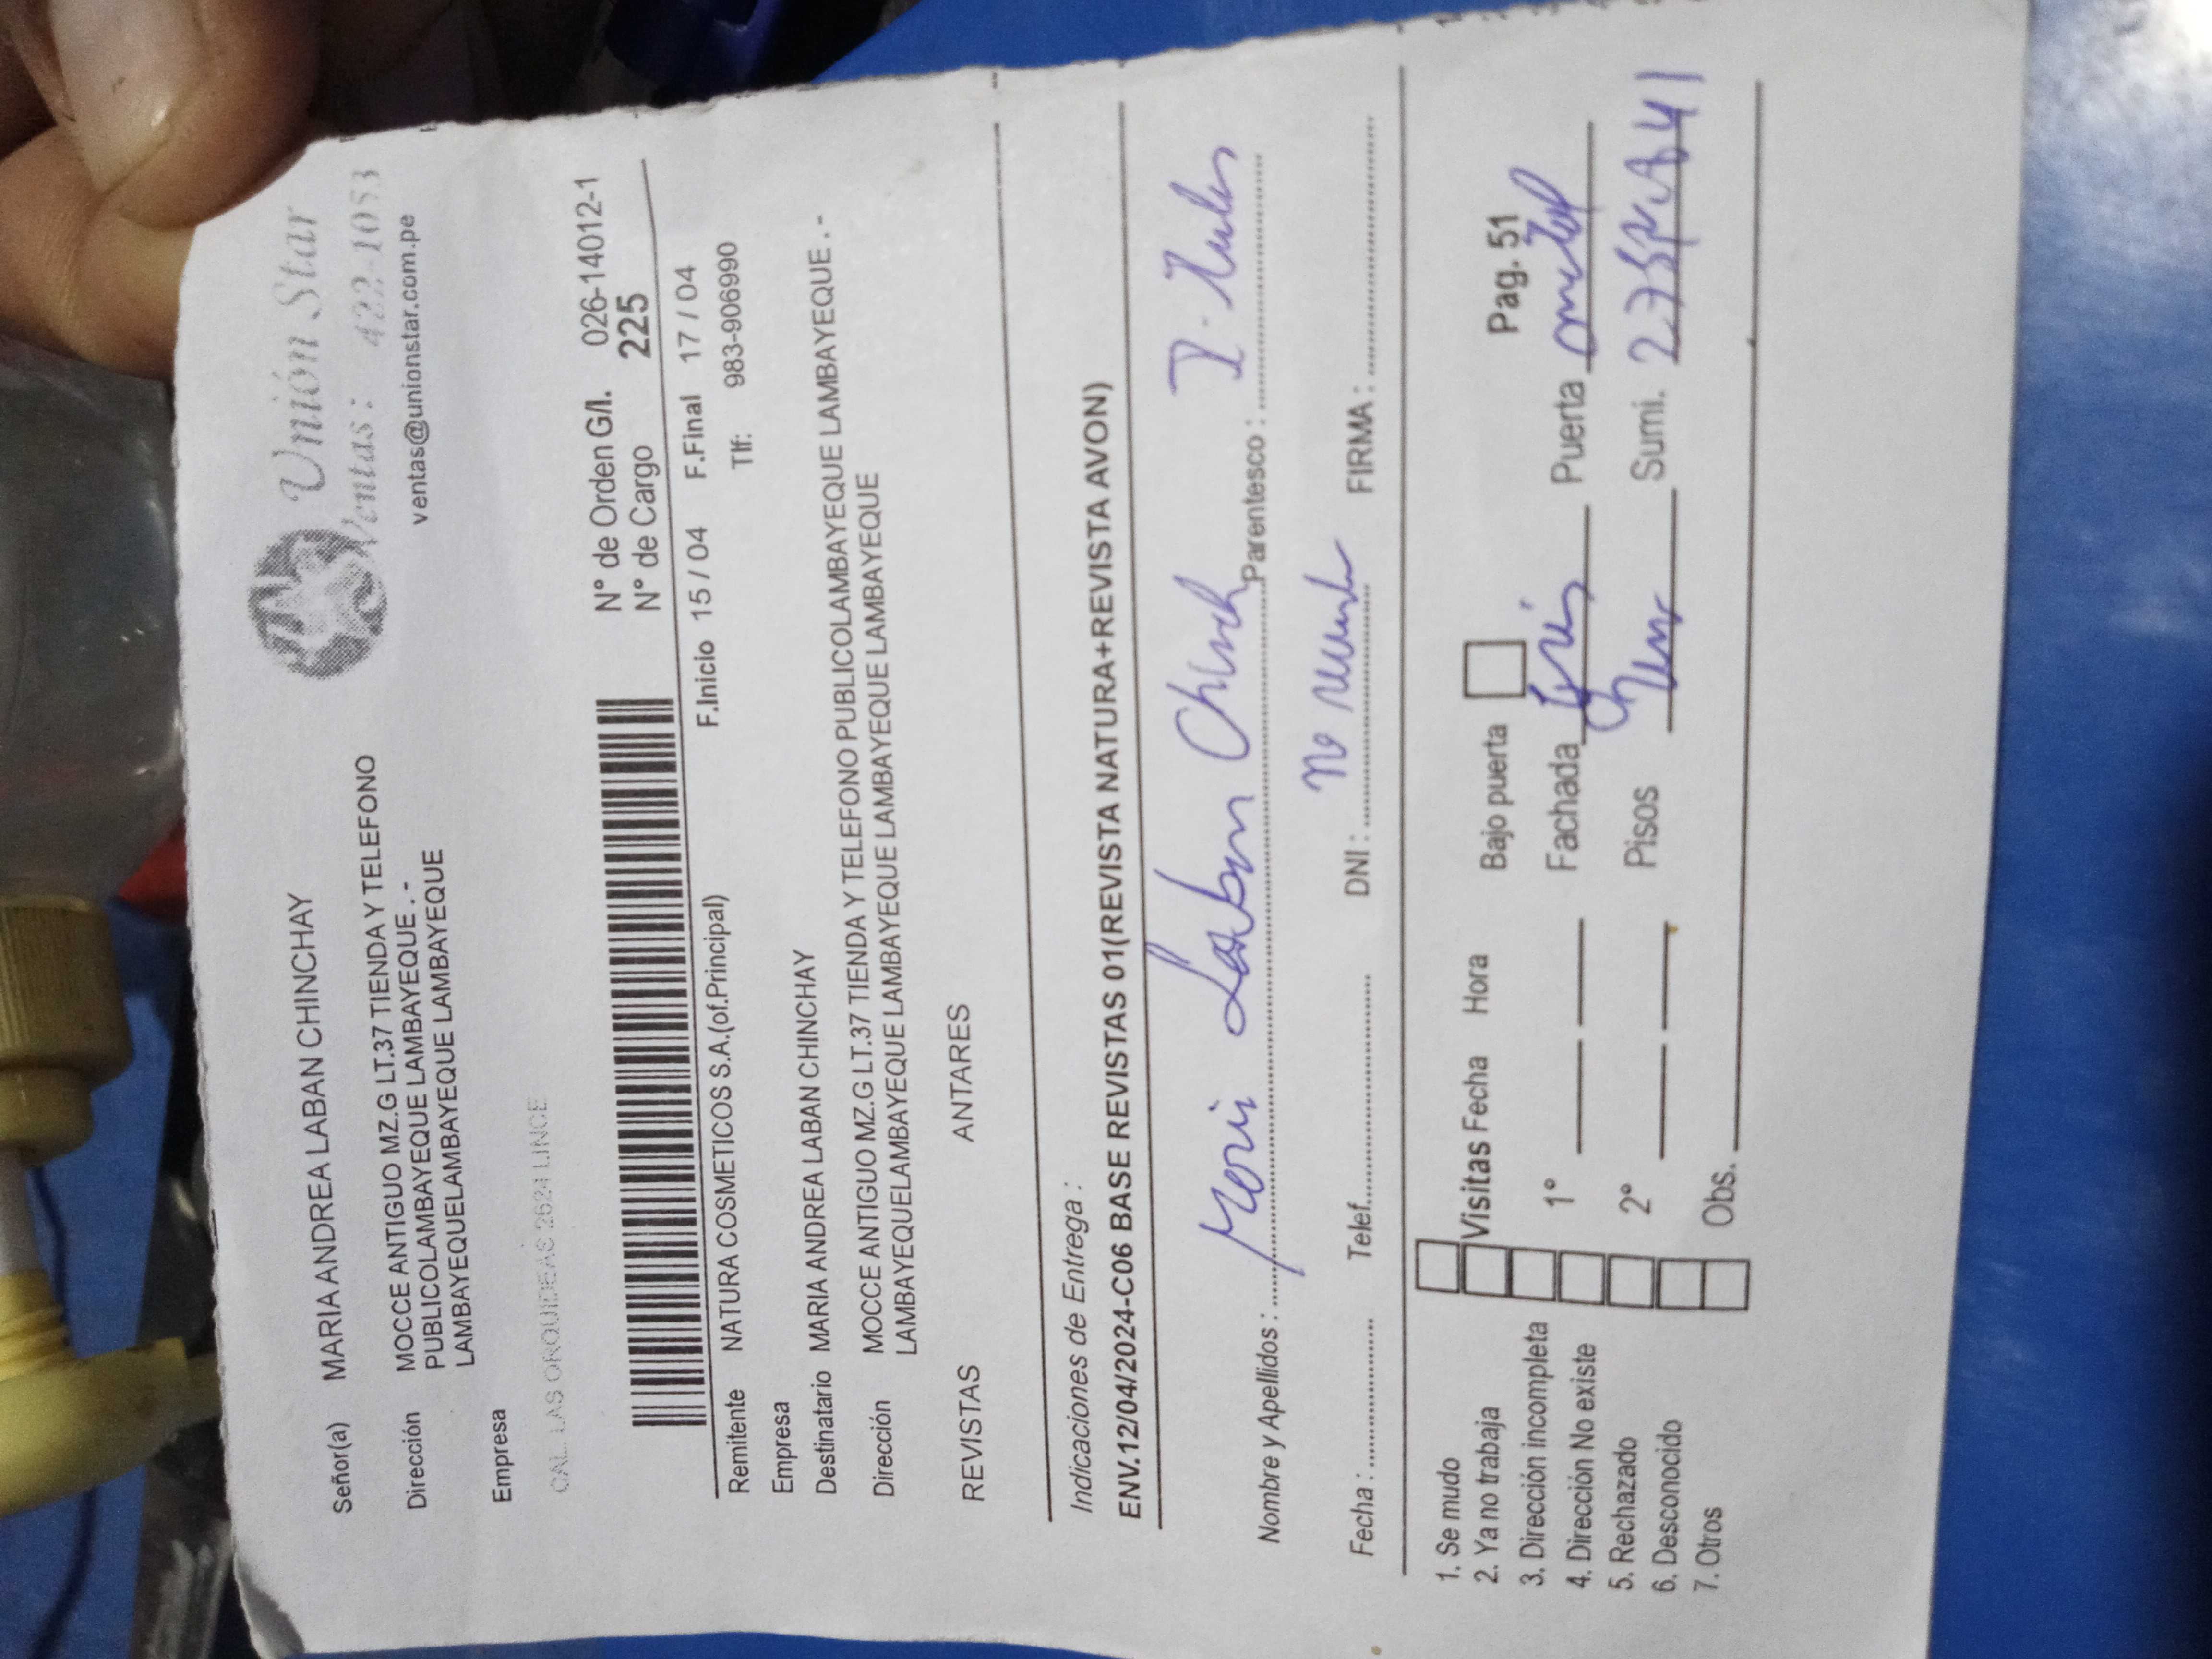 Unión Star
Ventas: 422-1053
ventas@unionstar.com.pe
Señor(a) MARIA ANDREA LABAN CHINCHAY
Dirección MOCCE ANTIGUO MZ.G LT.37 TIENDA Y TELEFONO
PUBLICOLAMBAYEQUE LAMBAYEQUE . -
LAMBAYEQUELAMBAYEQUE LAMBAYEQUE
Empresa
CAL. LAS ORQUIDEAS 2624 LINCE
N° de Orden G/I. 026-14012-1
N° de Cargo 225
F.Inicio 15 / 04 F.Final 17 / 04
Remitente NATURA COSMETICOS S.A.(of.Principal) Tlf: 983-906990
Empresa
Destinatario MARIA ANDREA LABAN CHINCHAY
Dirección MOCCE ANTIGUO MZ.G LT.37 TIENDA Y TELEFONO PUBLICOLAMBAYEQUE LAMBAYEQUE LAMBAYEQUE . -
LAMBAYEQUELAMBAYEQUE LAMBAYEQUE LAMBAYEQUE LAMBAYEQUE
REVISTAS ANTARES
Indicaciones de Entrega :
ENV.12/04/2024-C06 BASE REVISTAS 01(REVISTA NATURA+REVISTA AVON)
Nombre y Apellidos : Laban Parentesco :
Fecha : Telef. DNI : no FIRMA :
1. Se mudo
2. Ya no trabaja
3. Dirección incompleta
4. Dirección No existe
5. Rechazado
6. Desconocido
7. Otros
Visitas Fecha Hora Bajo puerta Pag. 51
1° Fachada Puerta
2° Pisos Sumi.
Obs.